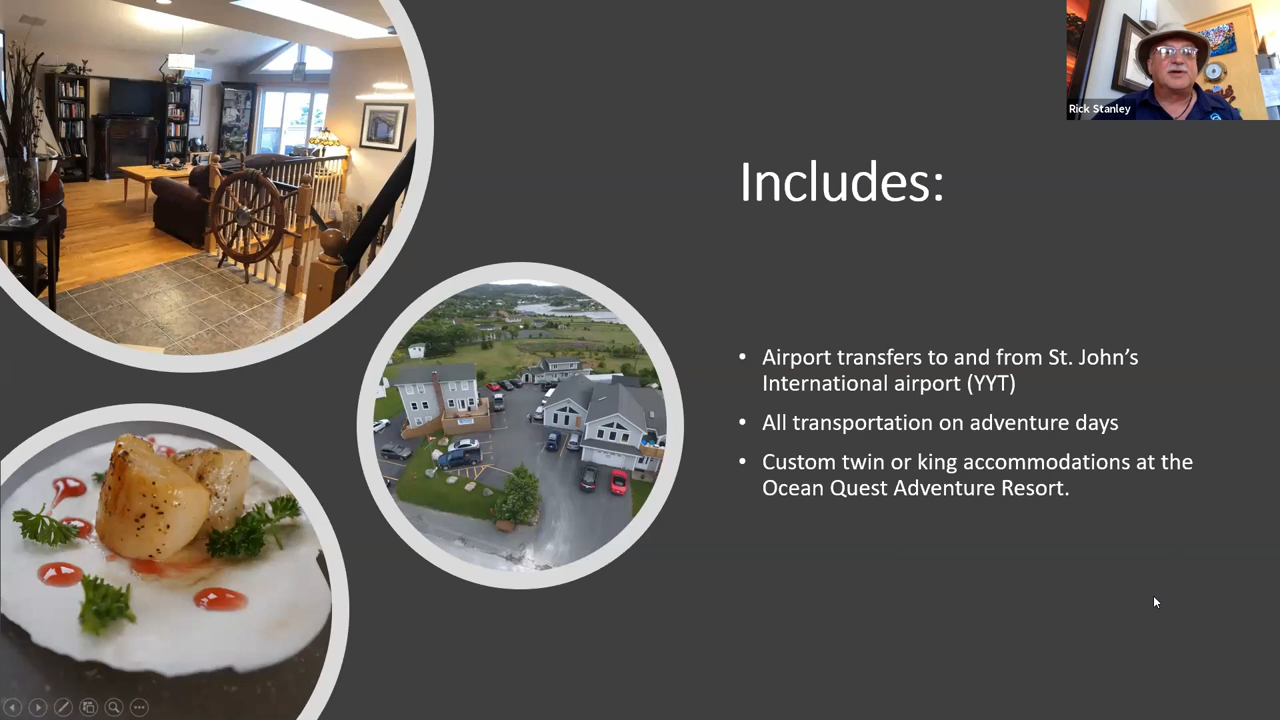 Rick Stanley
Includes:
• Airport transfers to and from St. John’s
International airport (YYT)
• All transportation on adventure days
• Custom twin or king accommodations at the
Ocean Quest Adventure Resort.